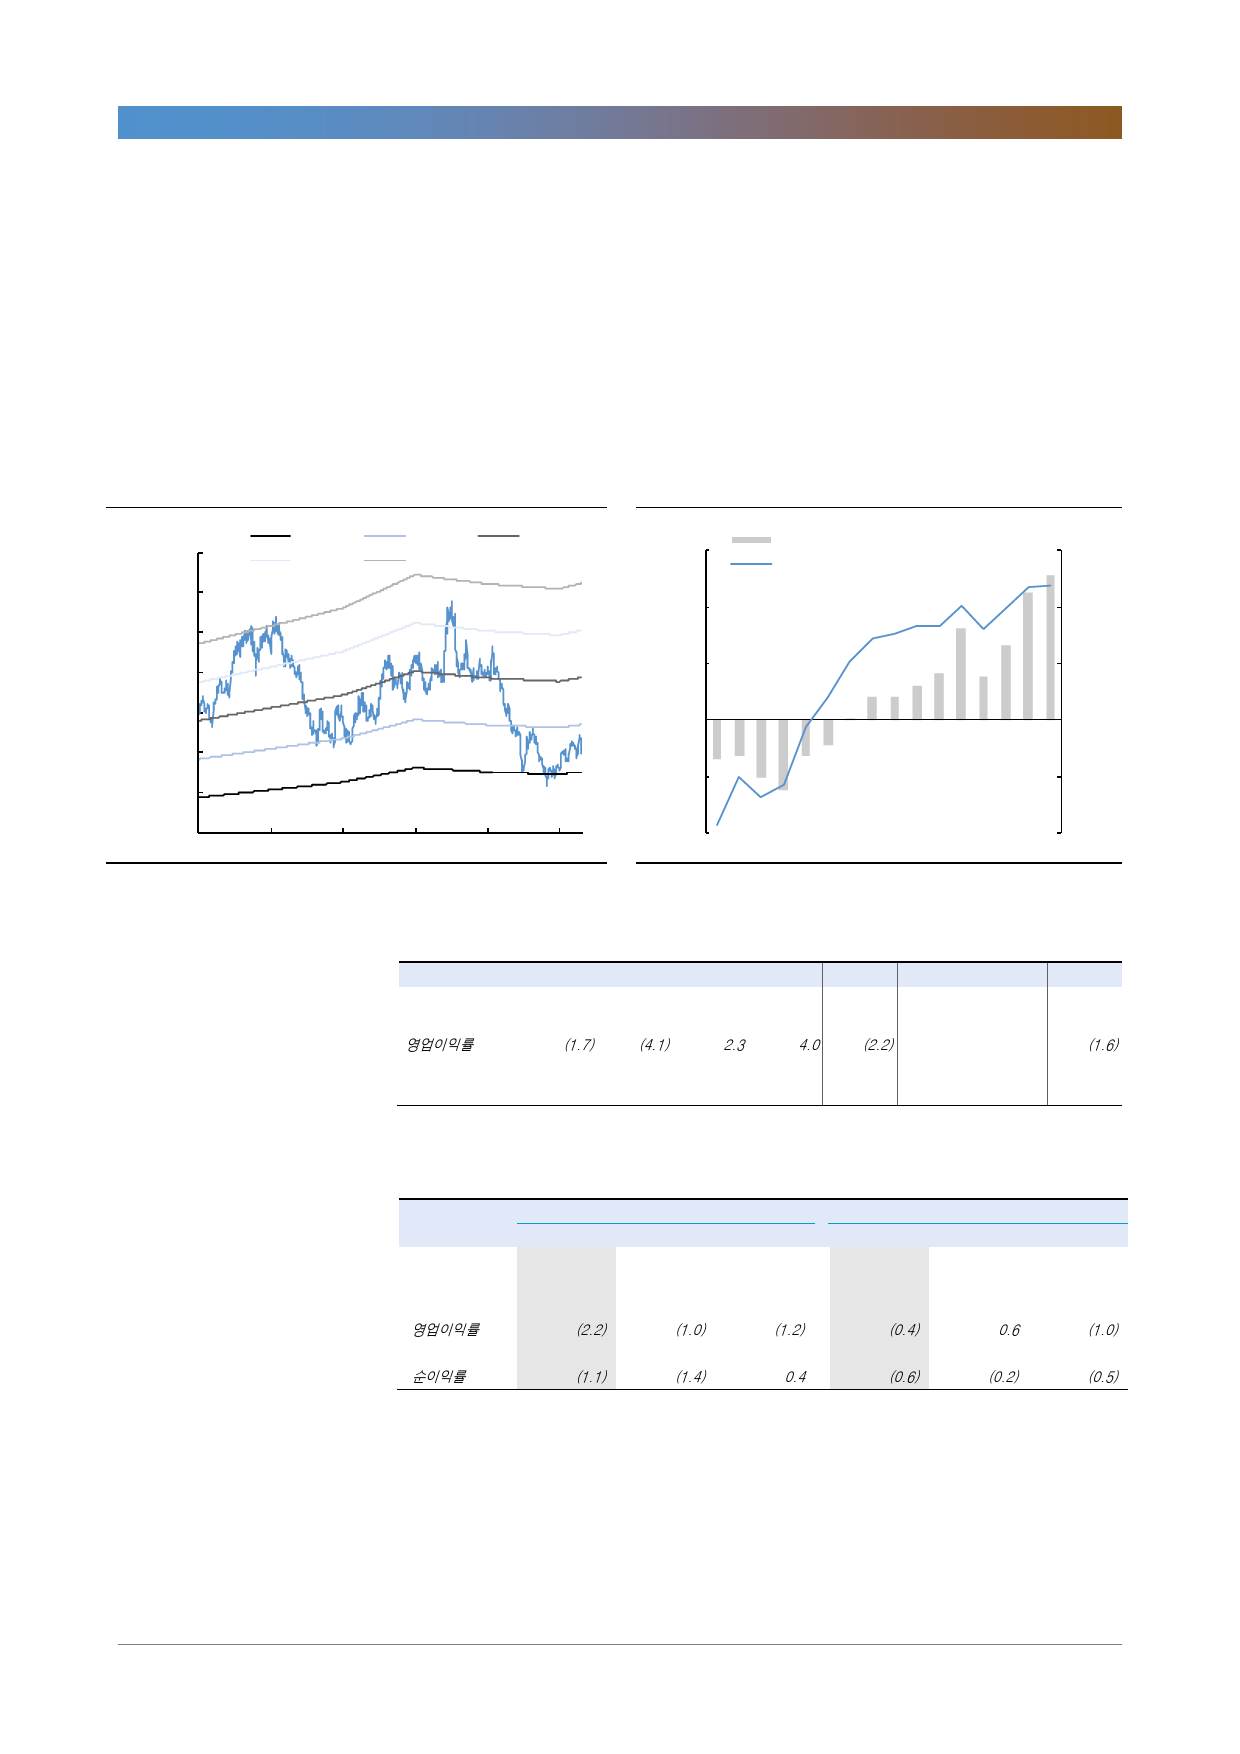 영업이익률 (1.7) (4.1) 2.3 4.0 (2.2) (1.6)
영업이익률 (2.2) (1.0) (1.2) (0.4) 0.6 (1.0)
순이익률 (1.1) (1.4) 0.4 (0.6) (0.2) (0.5)